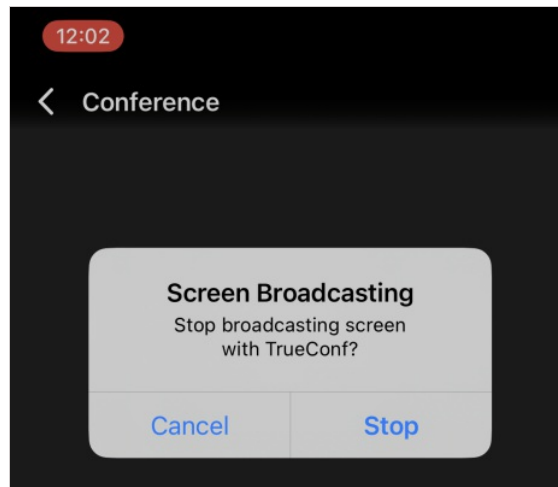 12:02
Conference
Screen Broadcasting
Stop broadcasting screen
with TrueConf?
Cancel
Stop